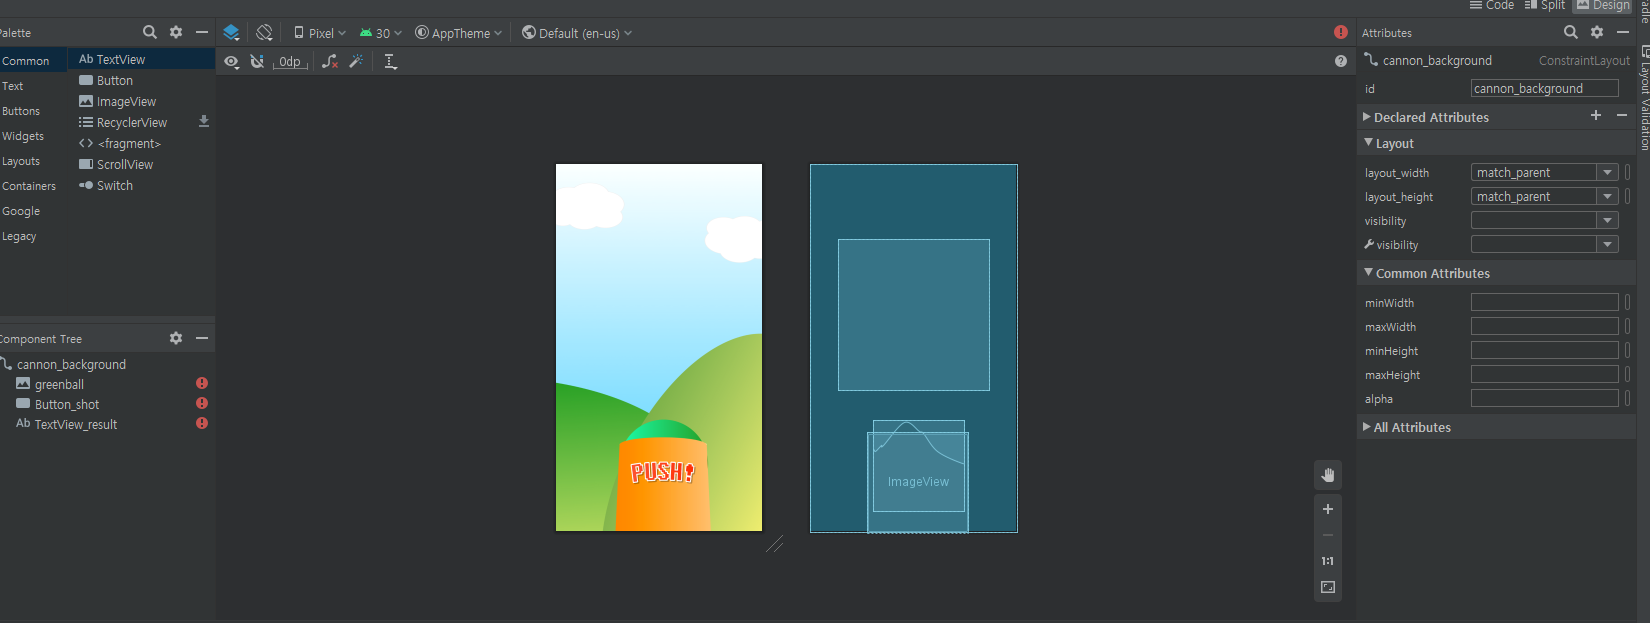 Code Split Design
Palette
Pixel 30 AppTheme Default (en-us)
Attributes
Common
Text
Buttons
Widgets
Layouts
Containers
Google
Legacy
Ab TextView
Button
ImageView
RecyclerView
<fragment>
ScrollView
Switch
0dp
cannon_background ConstraintLayout
id cannon_background
Declared Attributes
Layout
layout_width match_parent
layout_height match_parent
visibility
visibility
Common Attributes
minWidth
maxWidth
minHeight
maxHeight
alpha
All Attributes
Component Tree
cannon_background
greenball
Button_shot
Ab TextView_result
PUSH!
ImageView
1:1
Layout Validation